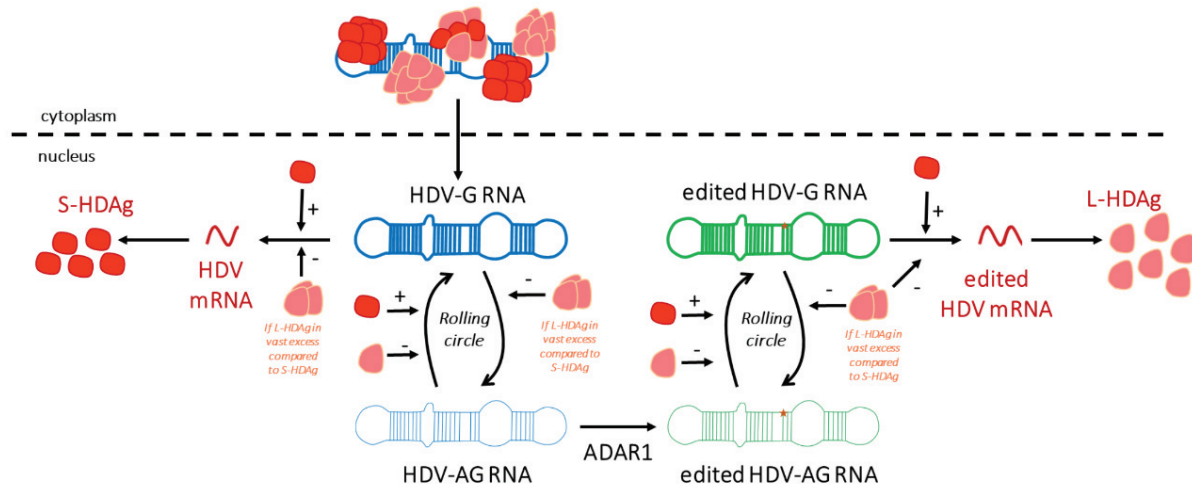 cytoplasm
nucleus
HDV-G RNA
edited HDV-G RNA
S-HDAg
L-HDAg
+
+
-
-
-
-
HDV
mRNA
edited
HDV mRNA
If L-HDAg in
vast excess
compared
to S-HDAg
+
-
Rolling
circle
If L-HDAg in
vast excess
compared to
S-HDAg
+
-
Rolling
circle
If L-HDAg in
vast excess
compared
to S-HDAg
HDV-AG RNA
ADAR1
edited HDV-AG RNA